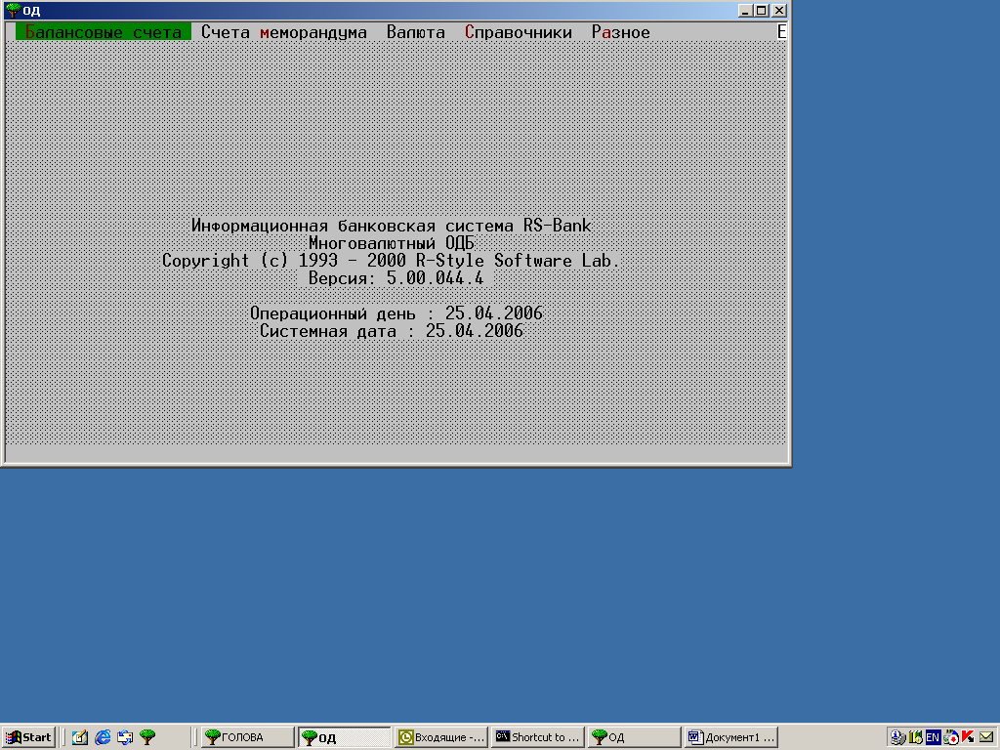 ОД
Балансовые счета Счета меморандума Валюта Справочники Разное E
Информационная банковская система RS-Bank
Многовалютный ОДБ
Copyright (c) 1993 - 2000 R-Style Software Lab.
Версия: 5.00.044.4
Операционный день : 25.04.2006
Системная дата : 25.04.2006
Start ГОЛОВА ОД Входящие -... Shortcut to ... ОД Документ1 ... EN